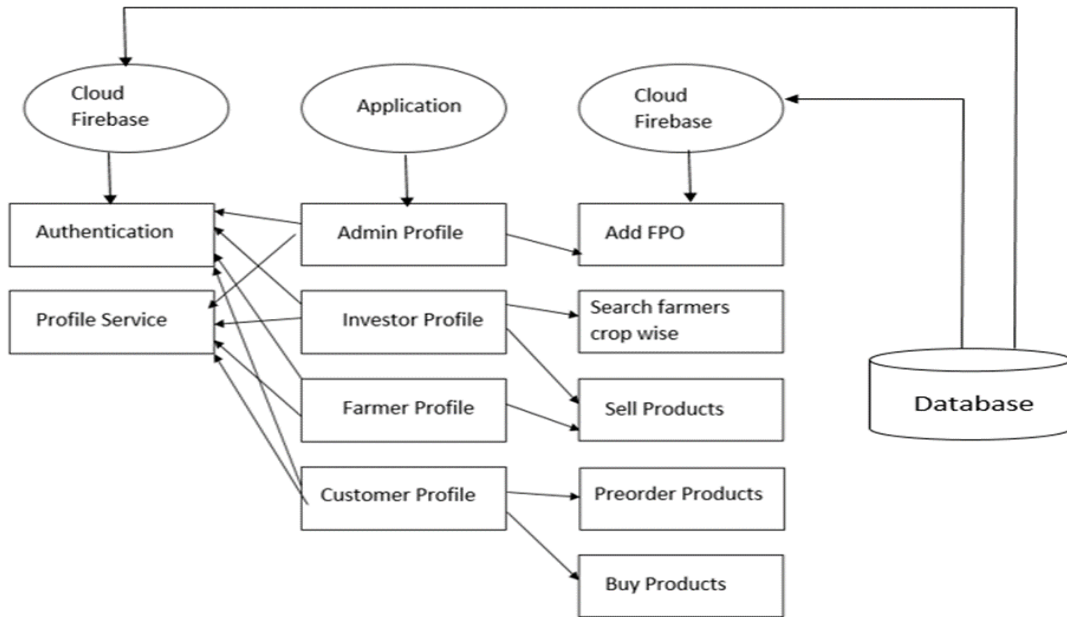 Cloud
Firebase
Application
Cloud
Firebase
Authentication
Admin Profile
Add FPO
Profile Service
Investor Profile
Search farmers
crop wise
Farmer Profile
Sell Products
Database
Customer Profile
Preorder Products
Buy Products